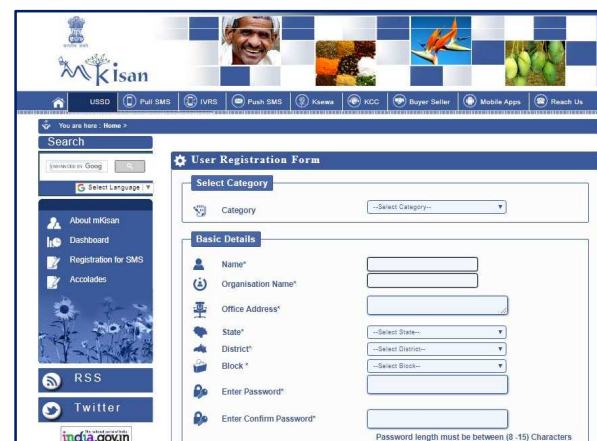 mKisan
USSD Pull SMS IVRS Push SMS Ksewa KCC Buyer Seller Mobile Apps Reach Us
You are here : Home >
Search
Select Language ▼
About mKisan
Dashboard
Registration for SMS
Accolades
RSS
Twitter
india.gov.in
User Registration Form
Select Category
Category --Select Category--
Basic Details
Name*
Organisation Name*
Office Address*
State* --Select State--
District* --Select District--
Block * --Select Block--
Enter Password*
Enter Confirm Password*
Password length must be between (8 -15) Characters